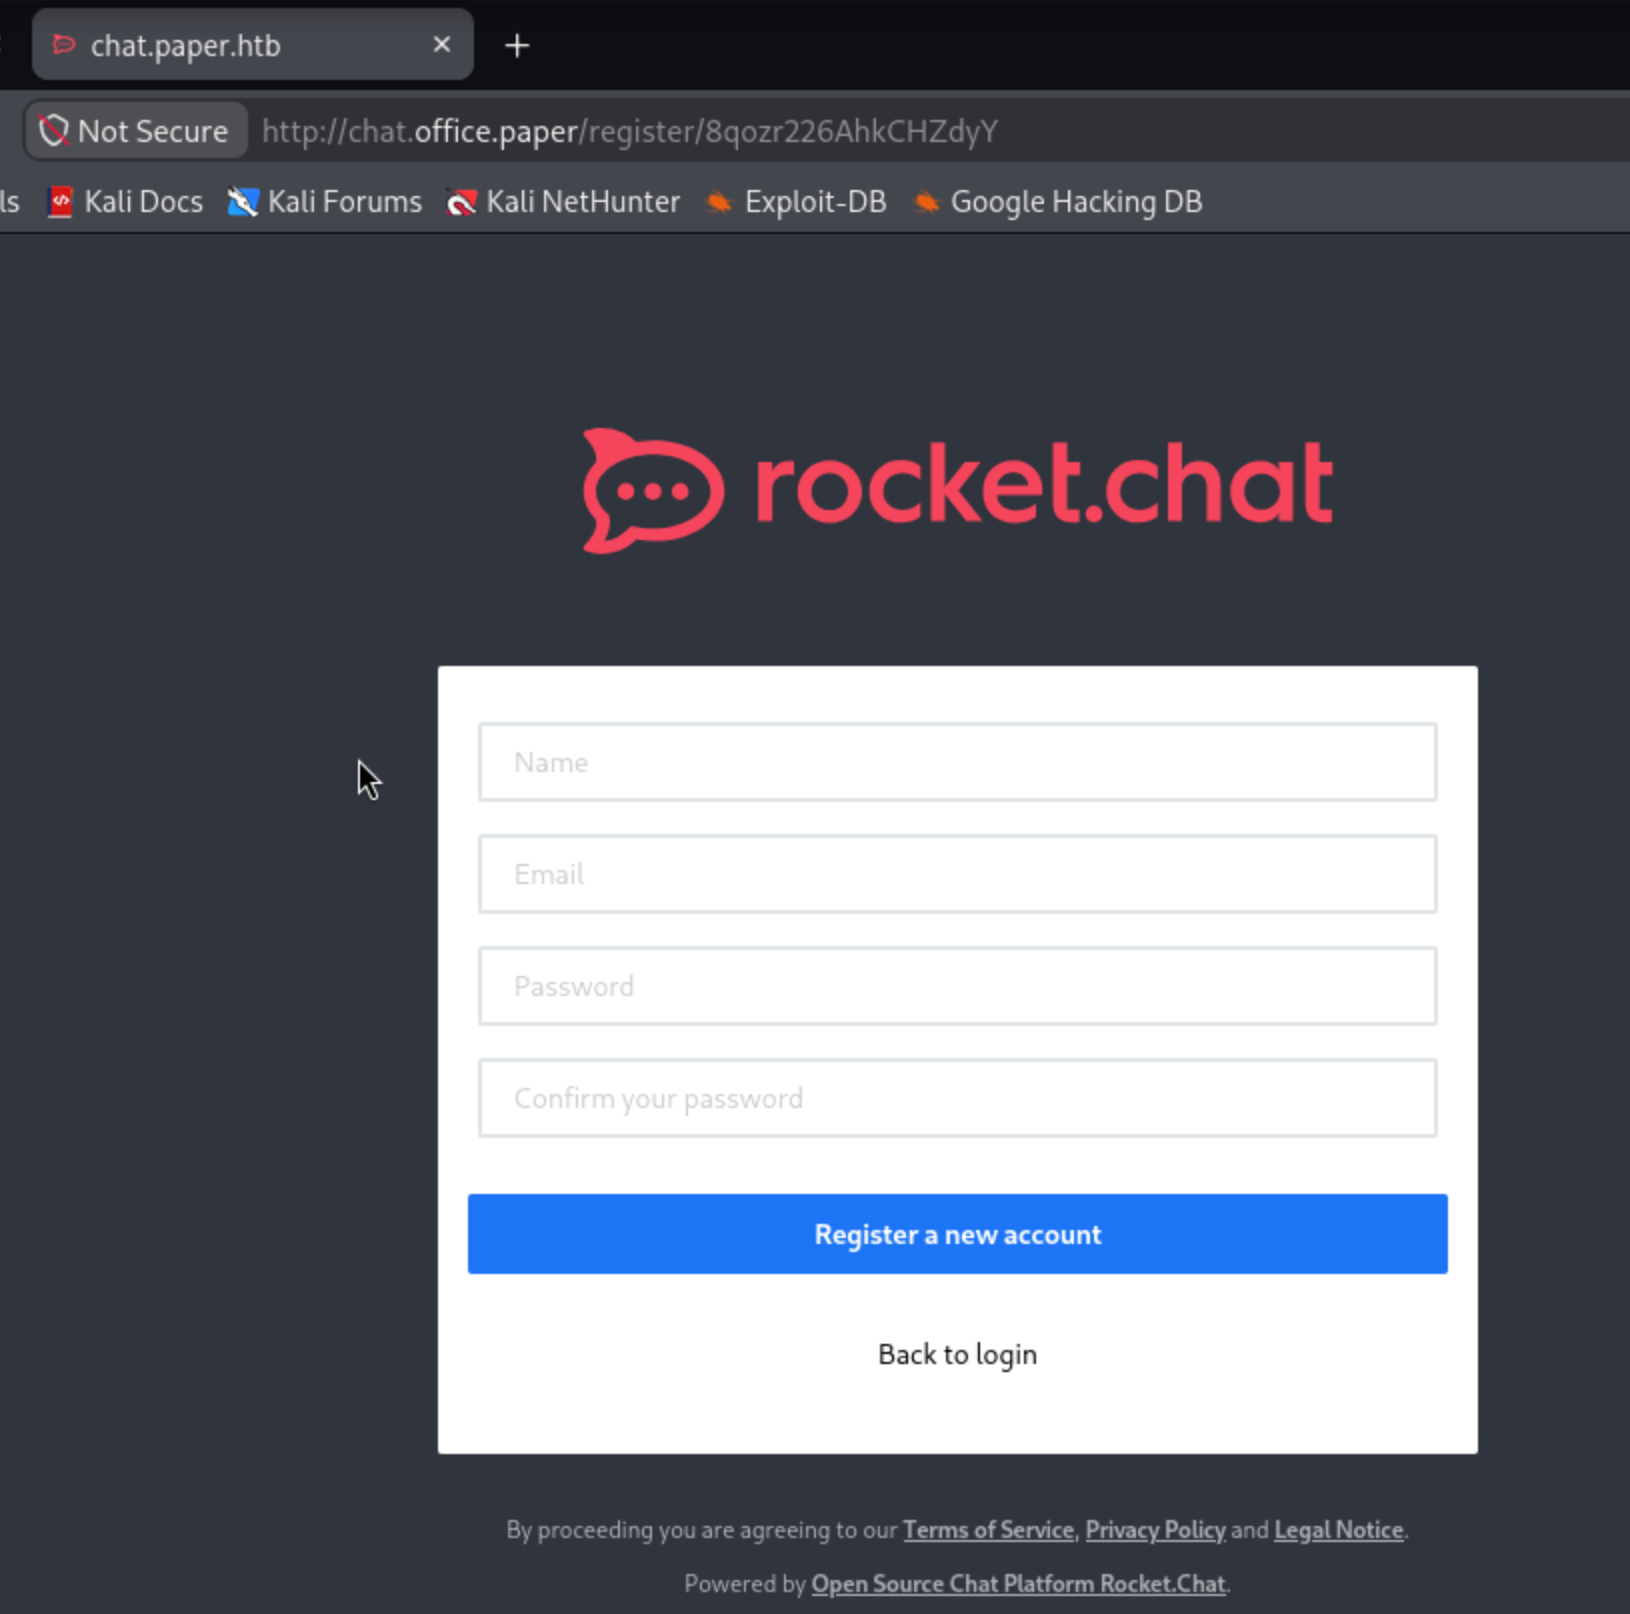 chat.paper.htb
Not Secure http://chat.office.paper/register/8qozr226AhkCHZdyY
ls Kali Docs Kali Forums Kali NetHunter Exploit-DB Google Hacking DB
rocket.chat
Name
Email
Password
Confirm your password
Register a new account
Back to login
By proceeding you are agreeing to our Terms of Service, Privacy Policy and Legal Notice.
Powered by Open Source Chat Platform Rocket.Chat.